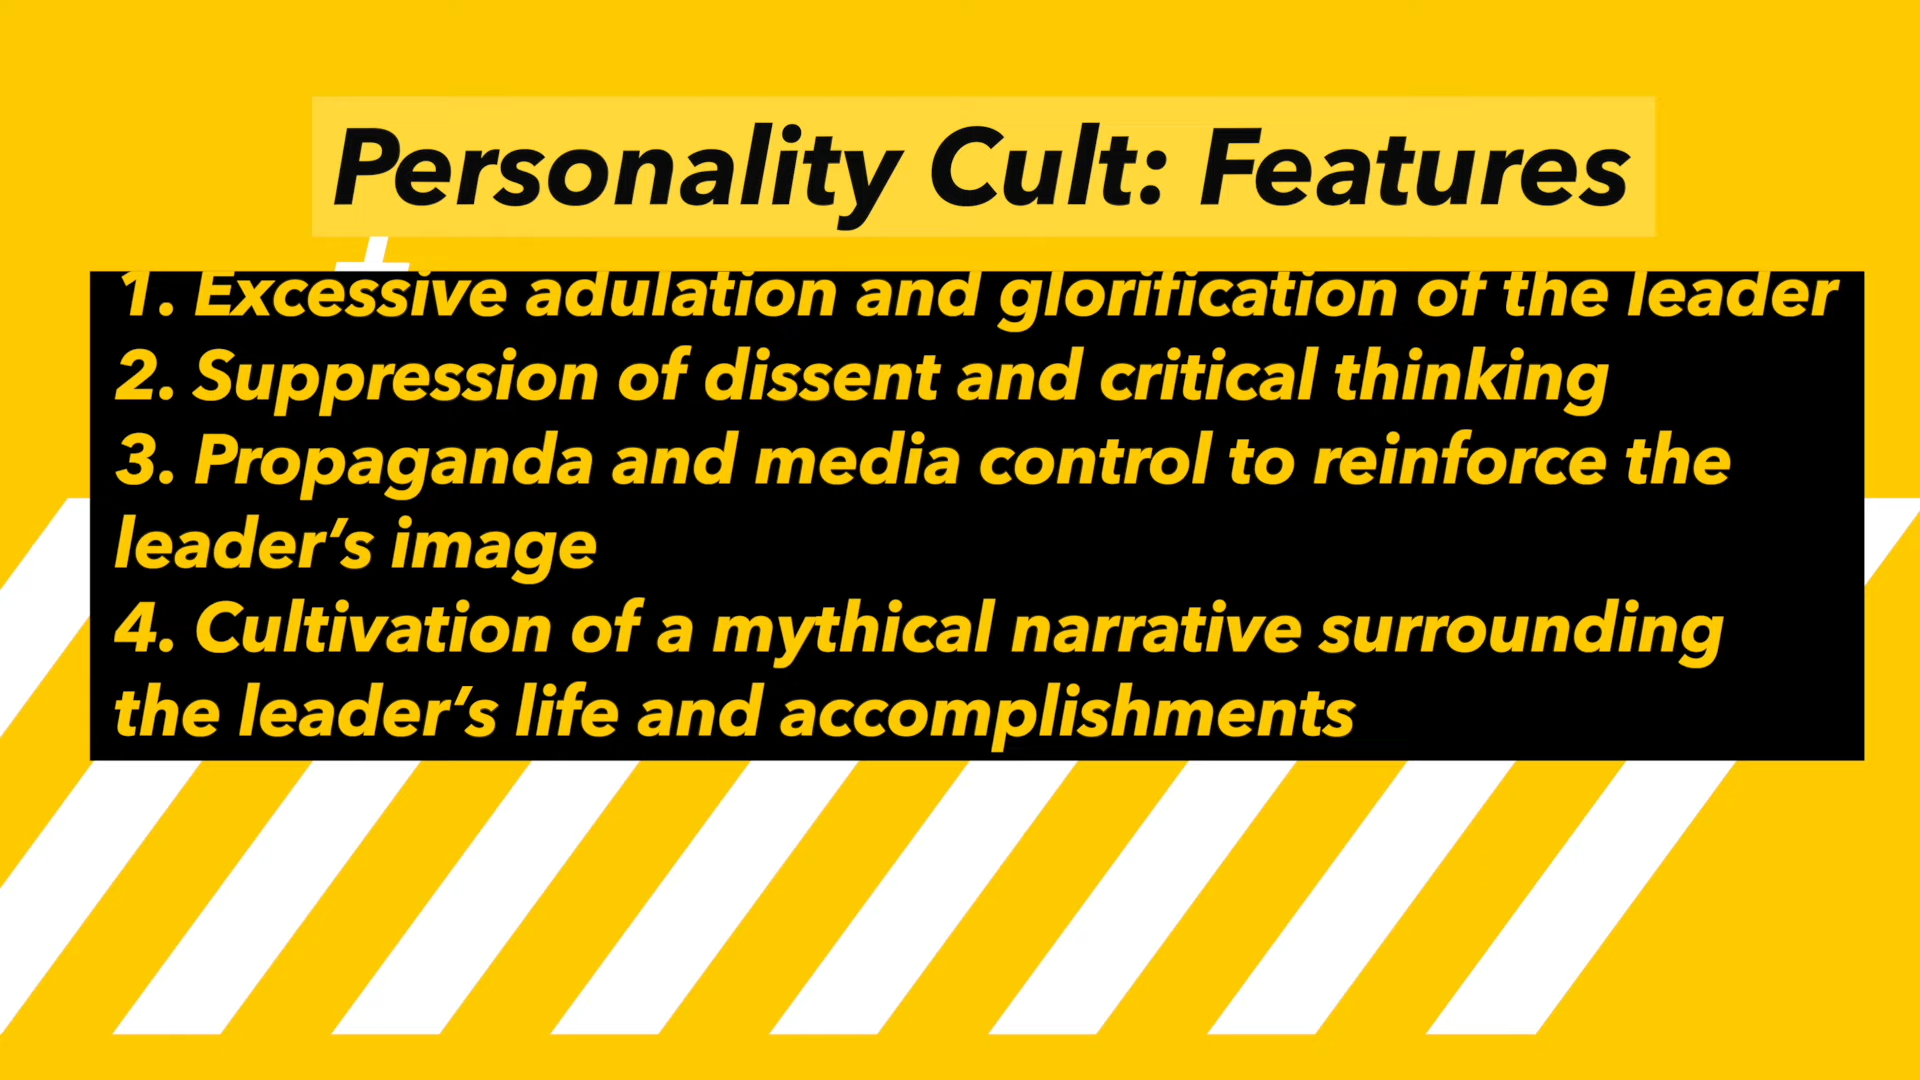 Personality Cult: Features
1. Excessive adulation and glorification of the leader
2. Suppression of dissent and critical thinking
3. Propaganda and media control to reinforce the
leader’s image
4. Cultivation of a mythical narrative surrounding
the leader’s life and accomplishments